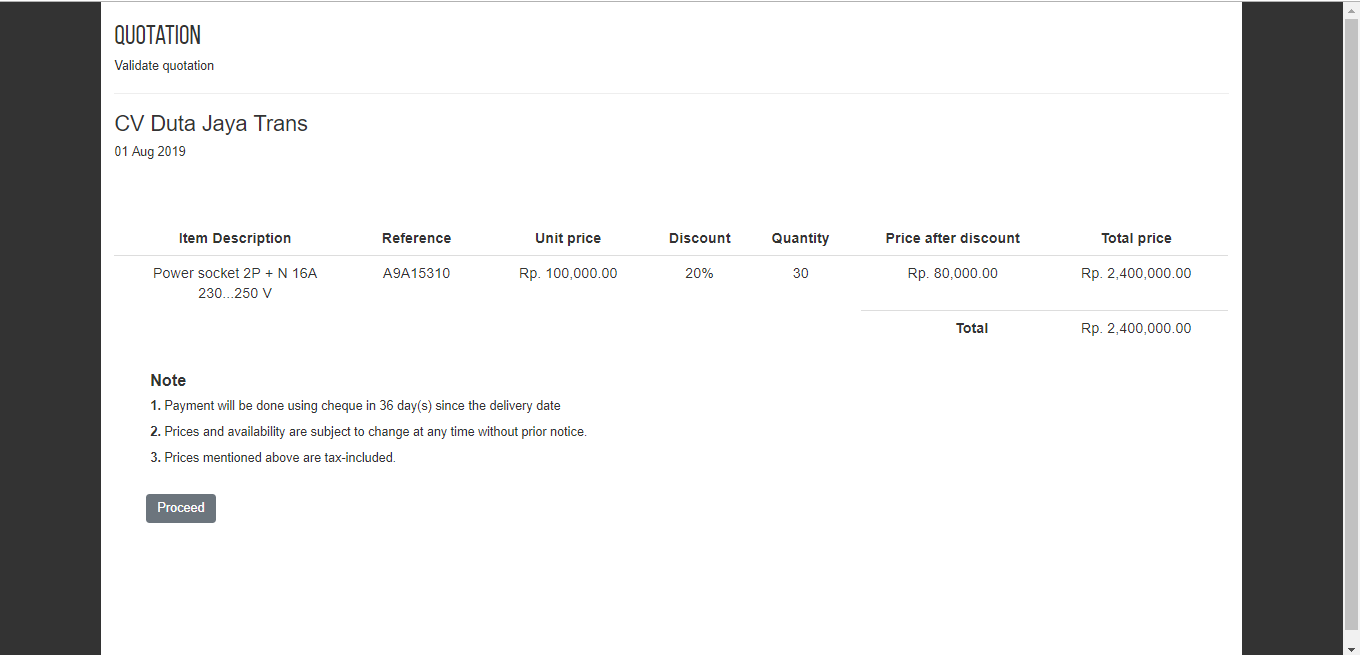 QUOTATION
Validate quotation
CV Duta Jaya Trans
01 Aug 2019
Item Description Reference Unit price Discount Quantity Price after discount Total price
Power socket 2P + N 16A A9A15310 Rp. 100,000.00 20% 30 Rp. 80,000.00 Rp. 2,400,000.00
230...250 V
Total Rp. 2,400,000.00
Note
1. Payment will be done using cheque in 36 day(s) since the delivery date
2. Prices and availability are subject to change at any time without prior notice.
3. Prices mentioned above are tax-included.
Proceed